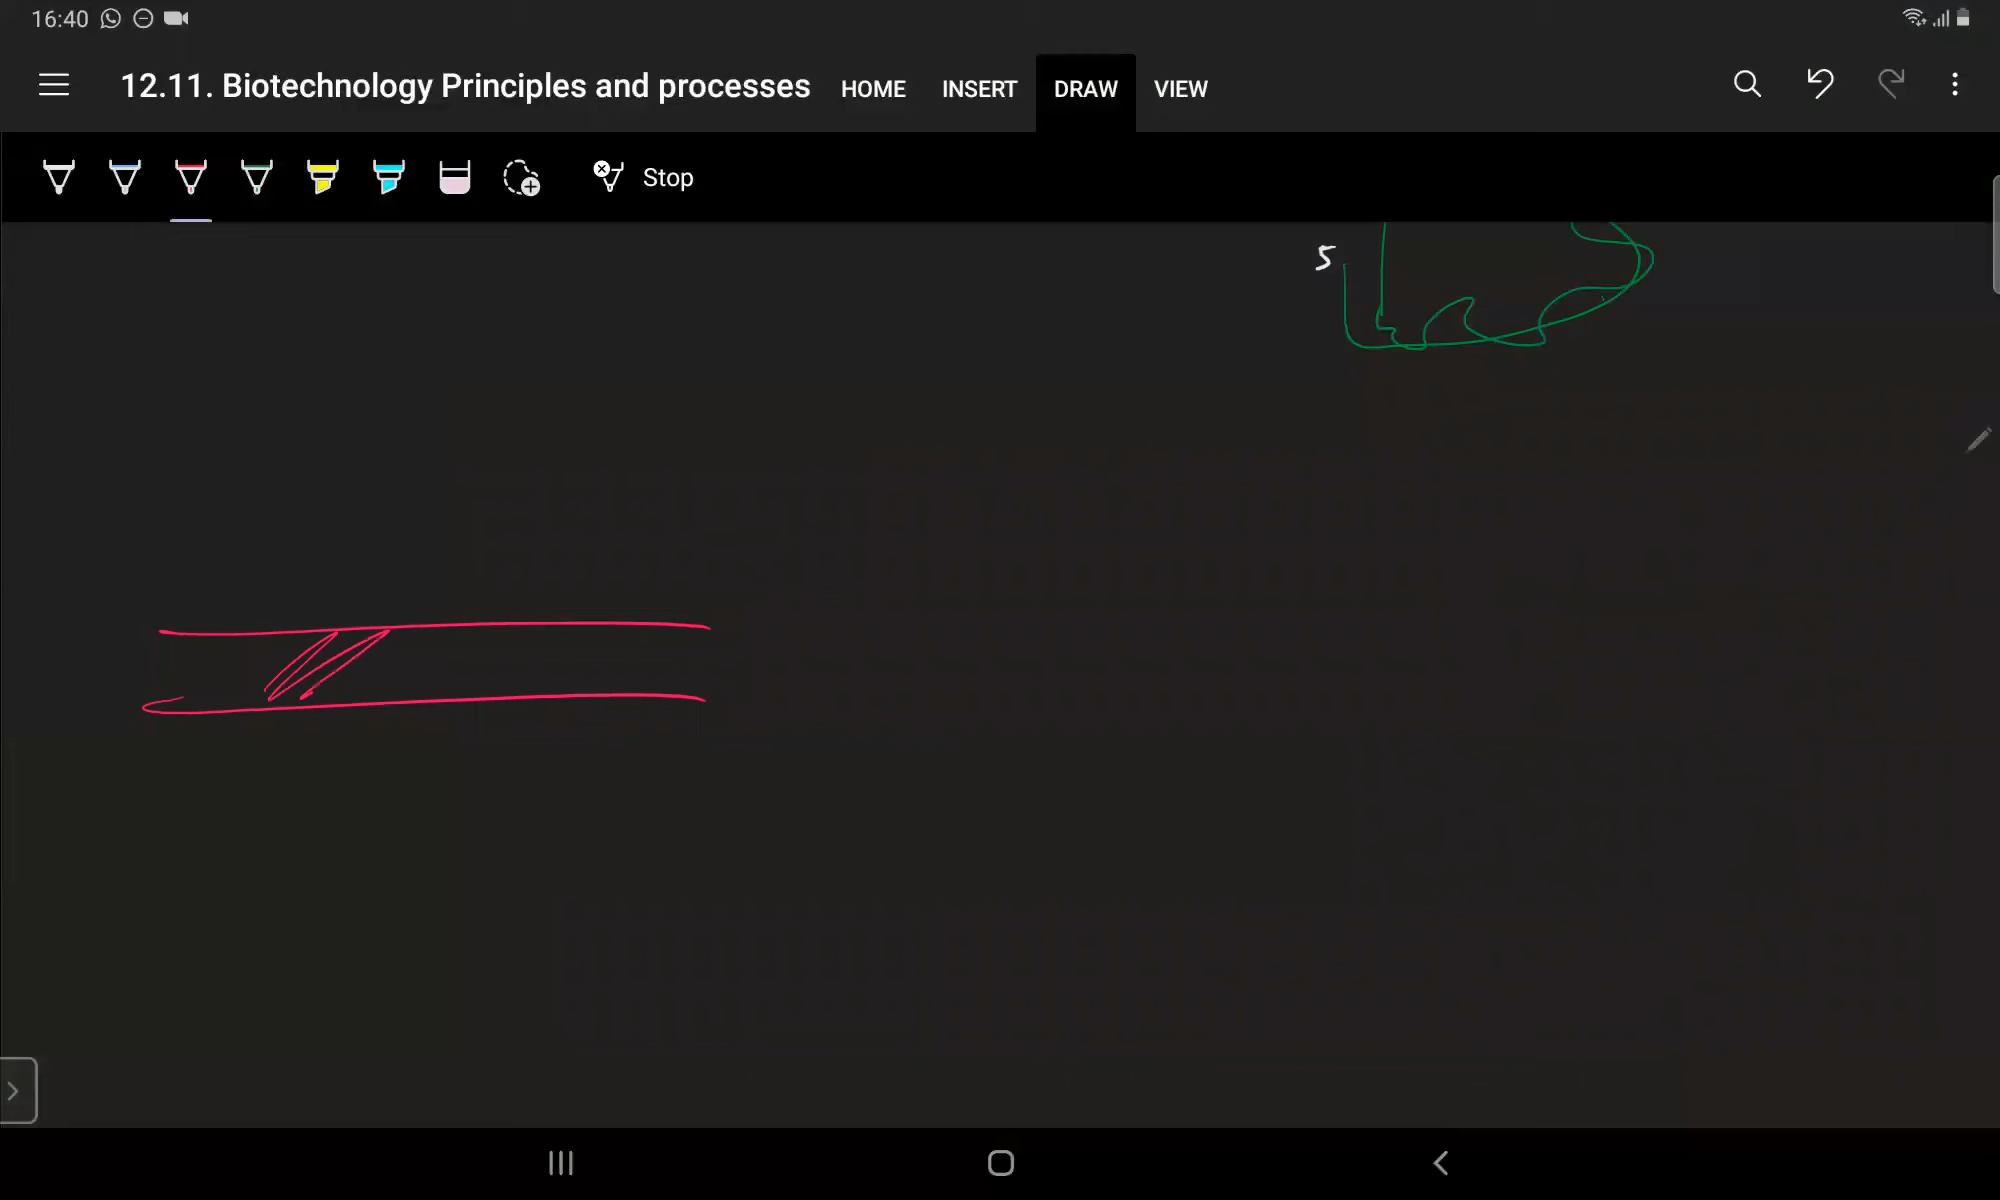 16:40
12.11. Biotechnology Principles and processes HOME INSERT DRAW VIEW
Stop
5